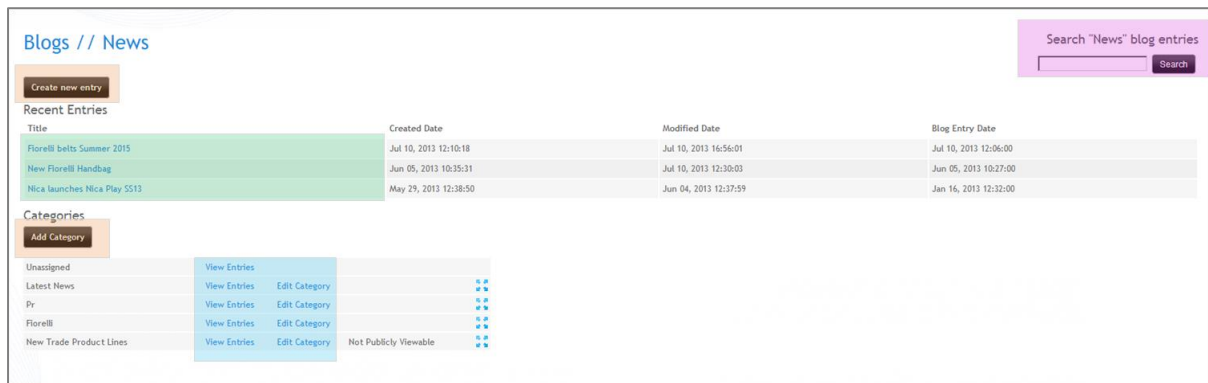 Blogs // News
Search "News" blog entries
Search
Create new entry
Recent Entries
Title Created Date Modified Date Blog Entry Date
Fiorelli belts Summer 2015 Jul 10, 2013 12:10:18 Jul 10, 2013 16:56:01 Jul 10, 2013 12:06:00
New Fiorelli Handbag Jun 05, 2013 10:35:31 Jul 10, 2013 12:30:03 Jun 05, 2013 10:27:00
Nica launches Nica Play SS13 May 29, 2013 12:38:50 Jun 04, 2013 12:37:59 Jan 16, 2013 12:32:00
Categories
Add Category
Unassigned View Entries
Latest News View Entries Edit Category
Pr View Entries Edit Category
Fiorelli View Entries Edit Category
New Trade Product Lines View Entries Edit Category Not Publicly Viewable